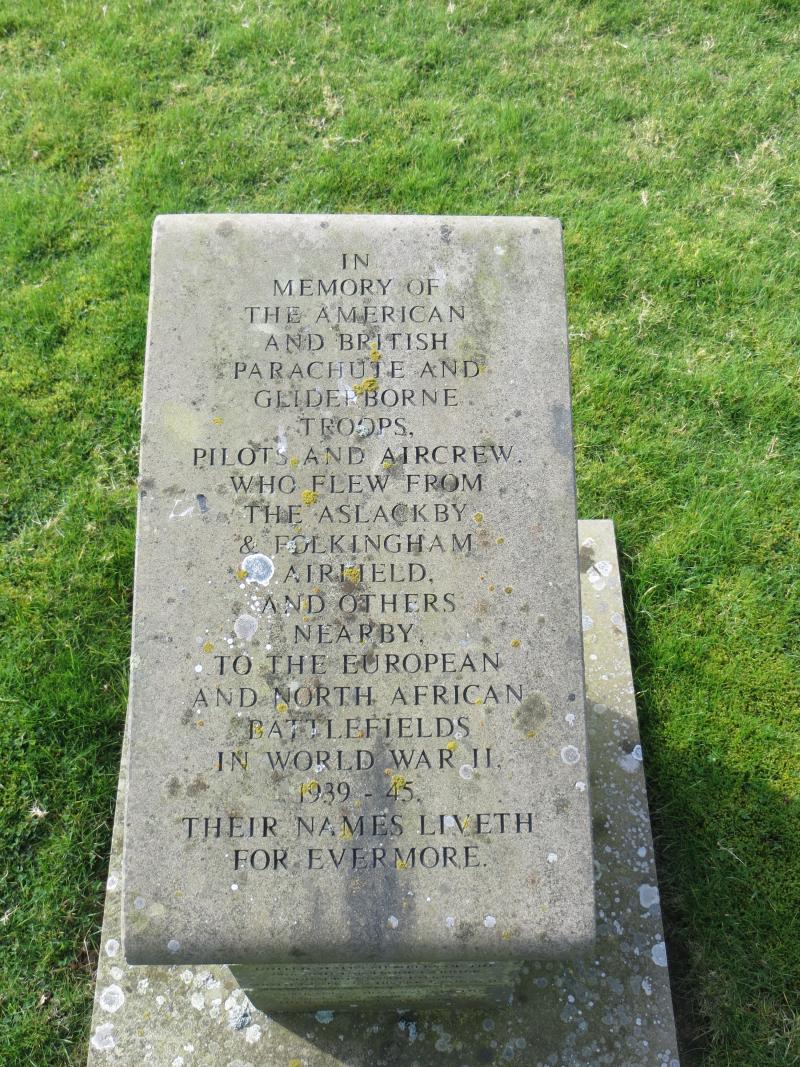 IN
MEMORY OF
THE AMERICAN
AND BRITISH
PARACHUTE AND
GLIDERBORNE
TROOPS,
PILOTS AND AIRCREW.
WHO FLEW FROM
THE ASLACKBY
& FOLKINGHAM
AIRFIELD,
AND OTHERS
NEARBY,
TO THE EUROPEAN
AND NORTH AFRICAN
BATTLEFIELDS
IN WORLD WAR II.
1939 - 45.
THEIR NAMES LIVETH
FOR EVERMORE.